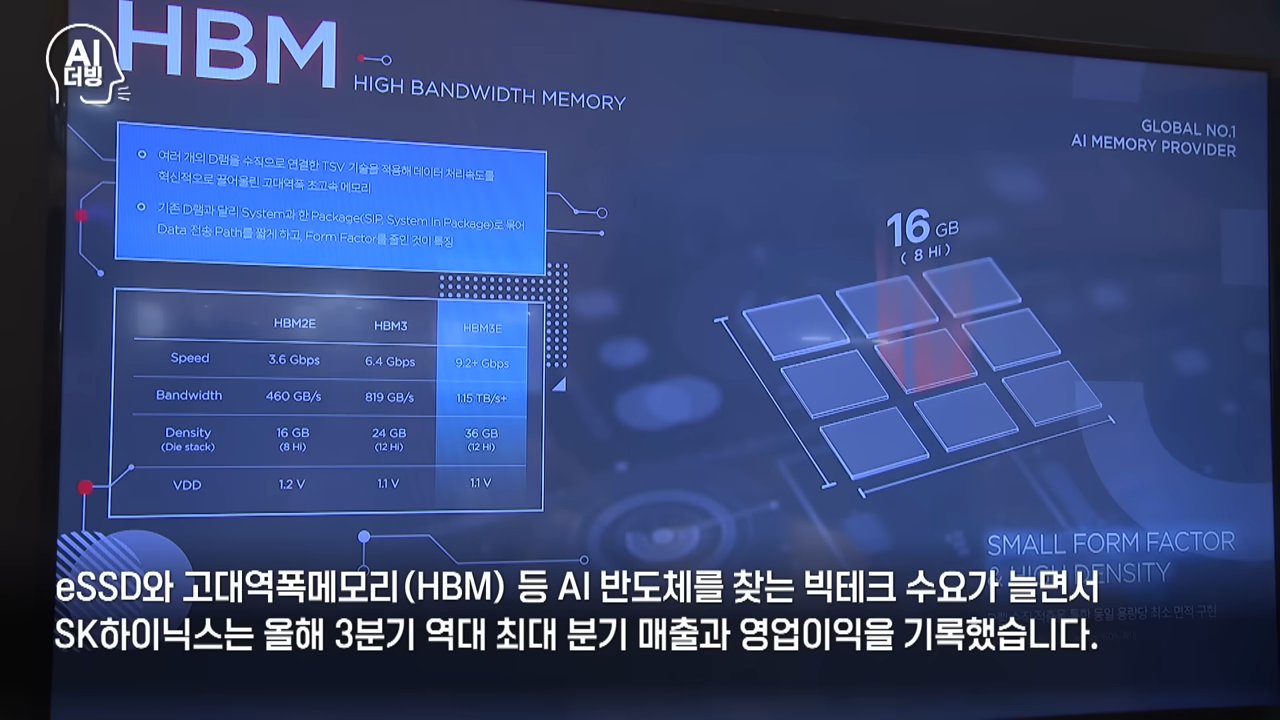 AI
더빙
HBM
HIGH BANDWIDTH MEMORY
GLOBAL NO.1
AI MEMORY PROVIDER
여러 개의 D램을 수직으로 연결한 TSV 기술을 적용해 데이터 처리속도를
혁신적으로 끌어올린 고대역폭 초고속 메모리
기존 D램과 달리 System과 한 Package(SIP, System In Package)로 묶어
Data 전송 Path를 짧게 하고, Form Factor를 줄인 것이 특징
16 GB
( 8 Hi )
HBM2E HBM3 HBM3E
Speed 3.6 Gbps 6.4 Gbps 9.2+ Gbps
Bandwidth 460 GB/s 819 GB/s 1.15 TB/s+
Density 16 GB 24 GB 36 GB
(Die stack) (8 Hi) (12 Hi) (12 Hi)
VDD 1.2 V 1.1 V 1.1 V
SMALL FORM FACTOR
& HIGH DENSITY
동일 용량당 최소 면적 구현
eSSD와 고대역폭메모리(HBM) 등 AI 반도체를 찾는 빅테크 수요가 늘면서
SK하이닉스는 올해 3분기 역대 최대 분기 매출과 영업이익을 기록했습니다.